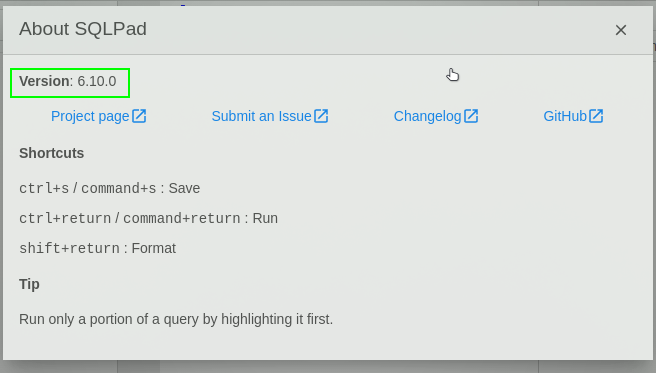 About SQLPad
Version: 6.10.0
Project page Submit an Issue Changelog GitHub
Shortcuts
ctrl+s / command+s : Save
ctrl+return / command+return : Run
shift+return : Format
Tip
Run only a portion of a query by highlighting it first.